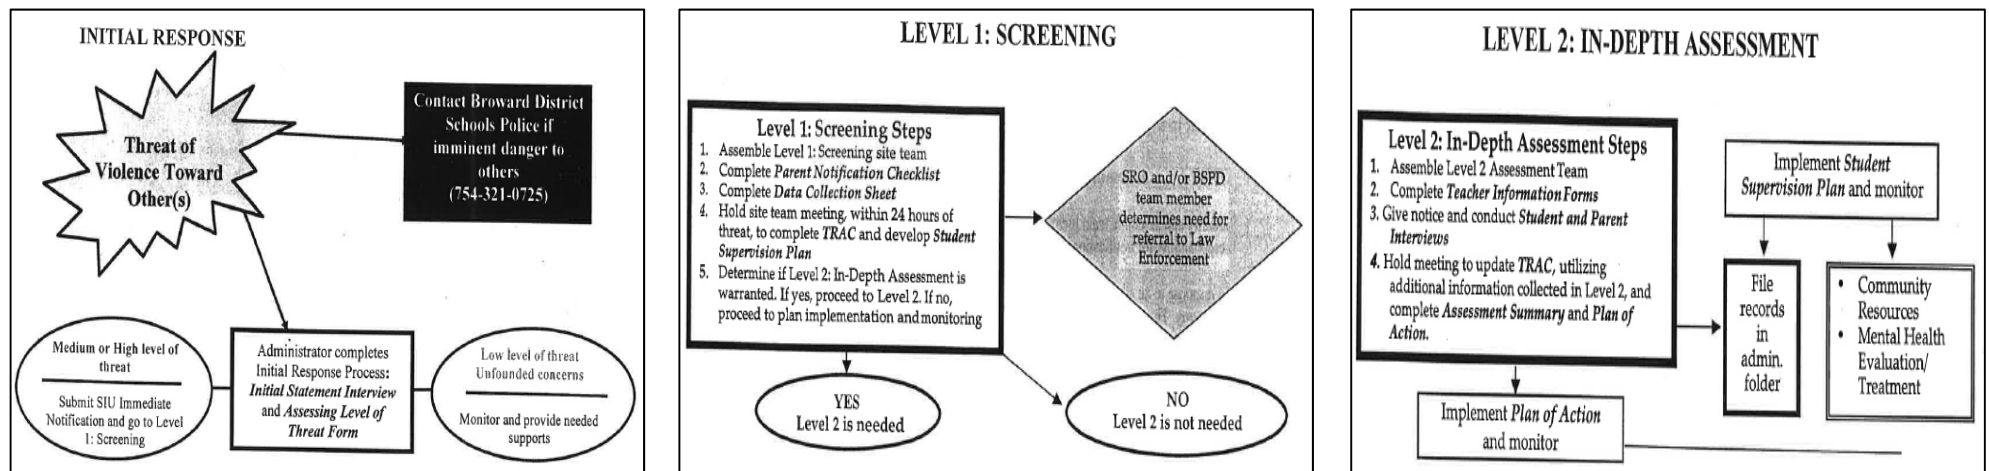 INITIAL RESPONSE
Threat of
Violence Toward
Other(s)
Contact Broward District
Schools Police if
imminent danger to
others
(754-321-0725)
Medium or High level of
threat
Submit SIU Immediate
Notification and go to Level
1: Screening
Administrator completes
Initial Response Process:
Initial Statement Interview
and Assessing Level of
Threat Form
Low level of threat
Unfounded concerns
Monitor and provide needed
supports
LEVEL 1: SCREENING
Level 1: Screening Steps
1. Assemble Level 1: Screening site team
2. Complete Parent Notification Checklist
3. Complete Data Collection Sheet
4. Hold site team meeting, within 24 hours of
threat, to complete TRAC and develop Student
Supervision Plan
5. Determine if Level 2: In-Depth Assessment is
warranted. If yes, proceed to Level 2. If no,
proceed to plan implementation and monitoring
SRO and/or BSPD
team member
determines need for
referral to Law
Enforcement
YES
Level 2 is needed
NO
Level 2 is not needed
LEVEL 2: IN-DEPTH ASSESSMENT
Level 2: In-Depth Assessment Steps
1. Assemble Level 2 Assessment Team
2. Complete Teacher Information Forms
3. Give notice and conduct Student and Parent
Interviews
4. Hold meeting to update TRAC, utilizing
additional information collected in Level 2, and
complete Assessment Summary and Plan of
Action.
Implement Student
Supervision Plan and monitor
File
records
in
admin.
folder
• Community
Resources
• Mental Health
Evaluation/
Treatment
Implement Plan of Action
and monitor